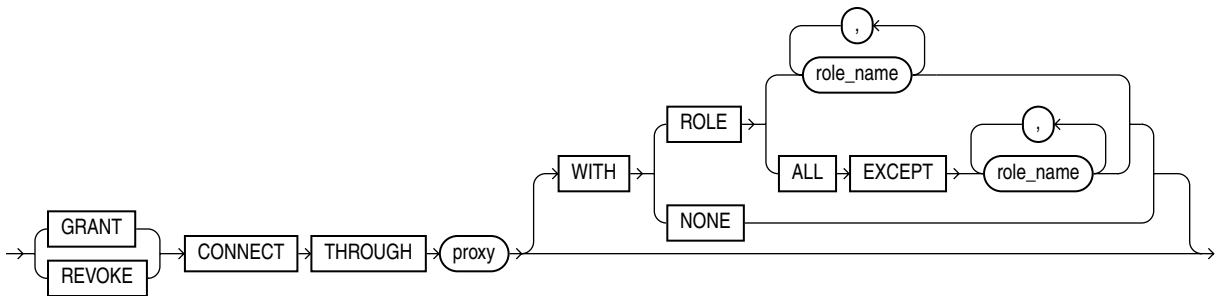 ,
role_name
ROLE
,
WITH
ALL EXCEPT role_name
GRANT
NONE
CONNECT THROUGH proxy
REVOKE